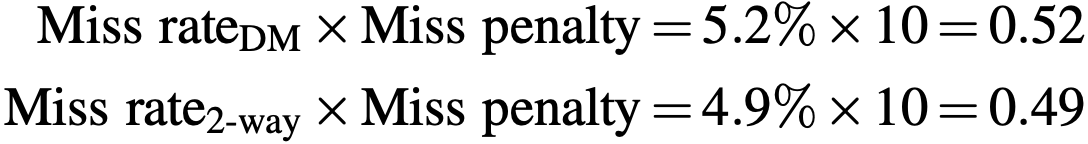 Miss rate_DM × Miss penalty = 5.2% × 10 = 0.52
Miss rate_2-way × Miss penalty = 4.9% × 10 = 0.49